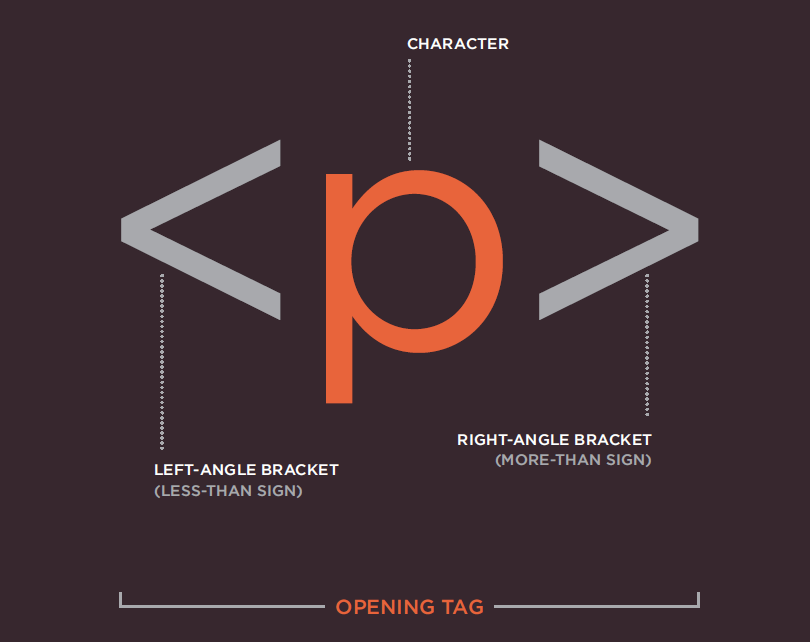 CHARACTER
<p>
RIGHT-ANGLE BRACKET
(MORE-THAN SIGN)
LEFT-ANGLE BRACKET
(LESS-THAN SIGN)
OPENING TAG